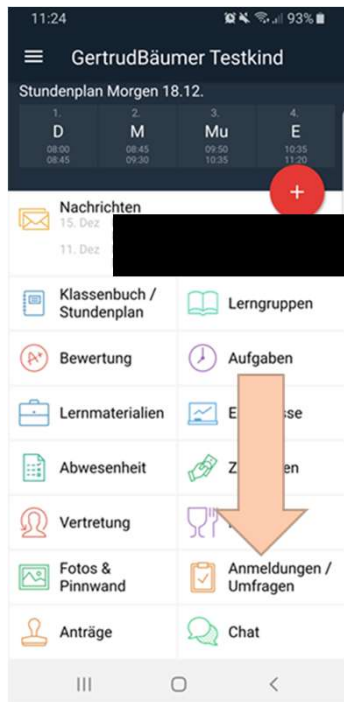 11:24 93%
GertrudBäumer Testkind
Stundenplan Morgen 18.12.
1. 2. 3. 4.
D M Mu E
08:00 08:45 09:50 10:35
08:45 09:30 10:35 11:20
Nachrichten
15. Dez
11. Dez
Klassenbuch /
Stundenplan
Lerngruppen
Bewertung
Aufgaben
Lernmaterialien
Abwesenheit
Vertretung
Fotos &
Pinnwand
Anmeldungen /
Umfragen
Anträge
Chat